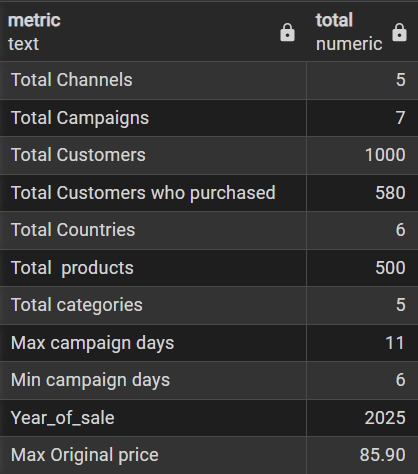 metric total
text numeric
Total Channels 5
Total Campaigns 7
Total Customers 1000
Total Customers who purchased 580
Total Countries 6
Total  products 500
Total categories 5
Max campaign days 11
Min campaign days 6
Year_of_sale 2025
Max Original price 85.90